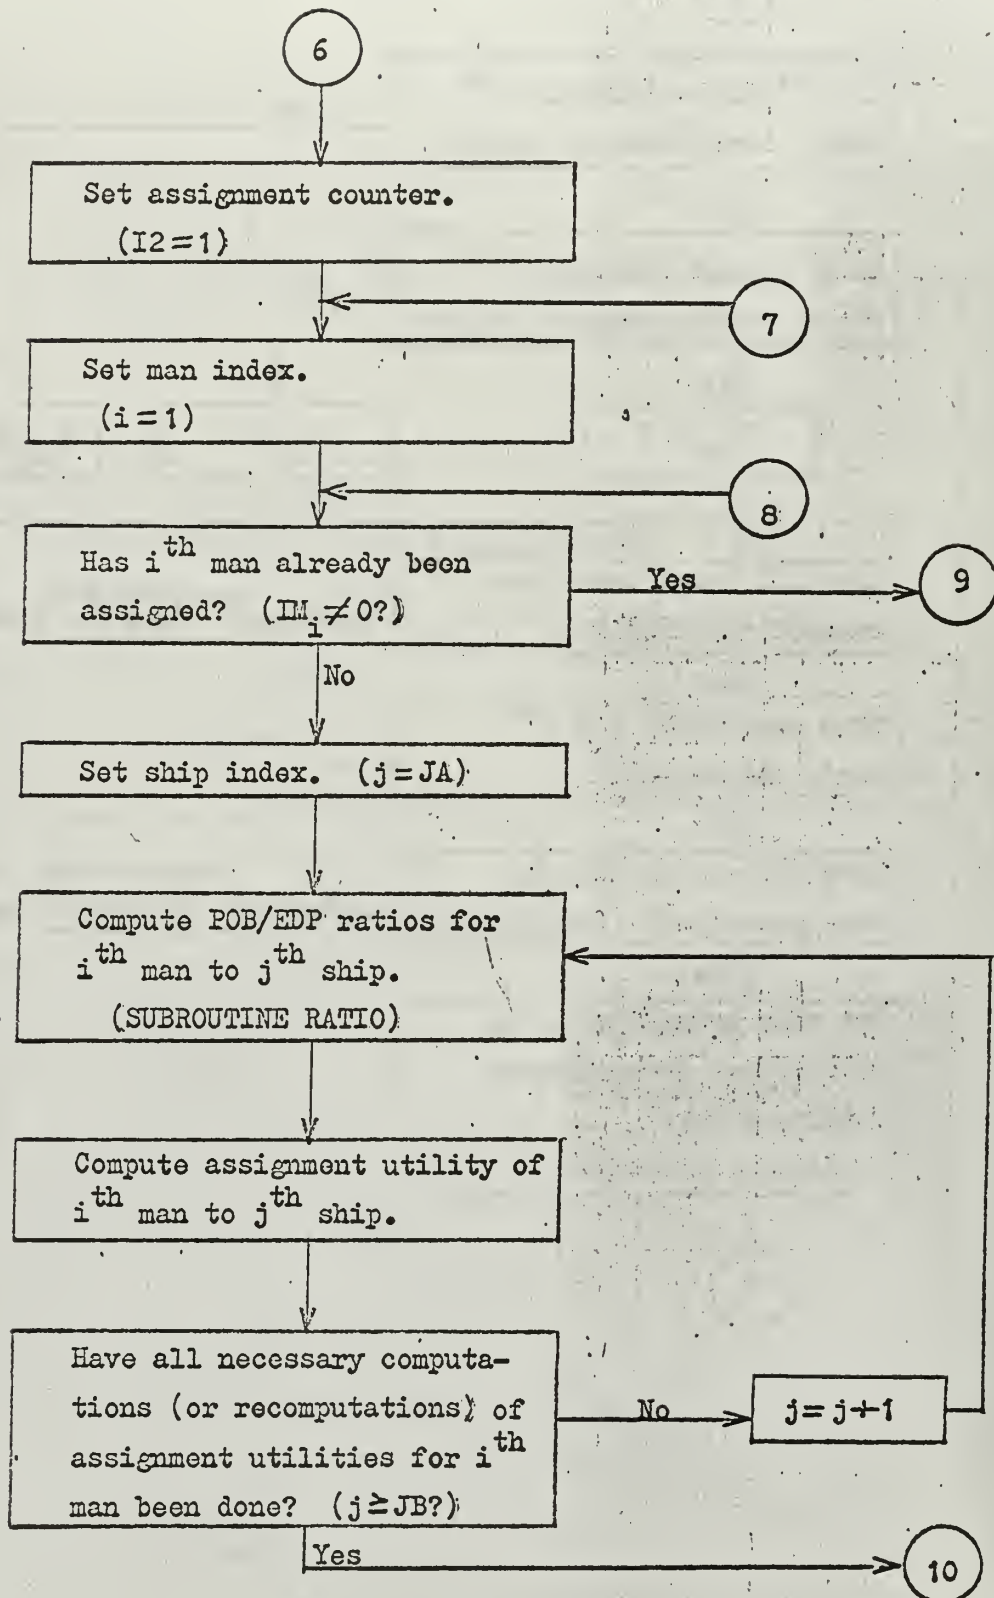 6
Set assignment counter.
(I2=1)
7
Set man index.
(i=1)
8
Has i^th man already been
assigned? (IM_i≠0?)
Yes
9
No
Set ship index. (j=JA)
Compute POB/EDP ratios for
i^th man to j^th ship.
(SUBROUTINE RATIO)
Compute assignment utility of
i^th man to j^th ship.
Have all necessary computa-
tions (or recomputations) of
assignment utilities for i^th
man been done? (j≥JB?)
No
j=j+1
Yes
10